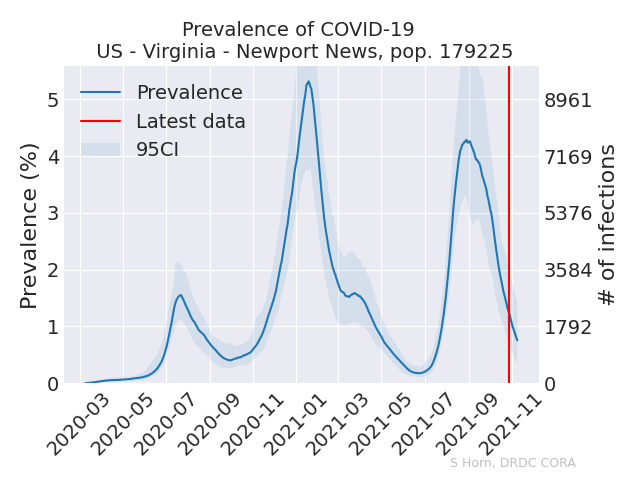 Prevalence of COVID-19
US - Virginia - Newport News, pop. 179225
Prevalence
Latest data
95CI
Prevalence (%)
5
4
3
2
1
0
# of infections
8961
7169
5376
3584
1792
0
2020-03
2020-05
2020-07
2020-09
2020-11
2021-01
2021-03
2021-05
2021-07
2021-09
2021-11
S Horn, DRDC CORA